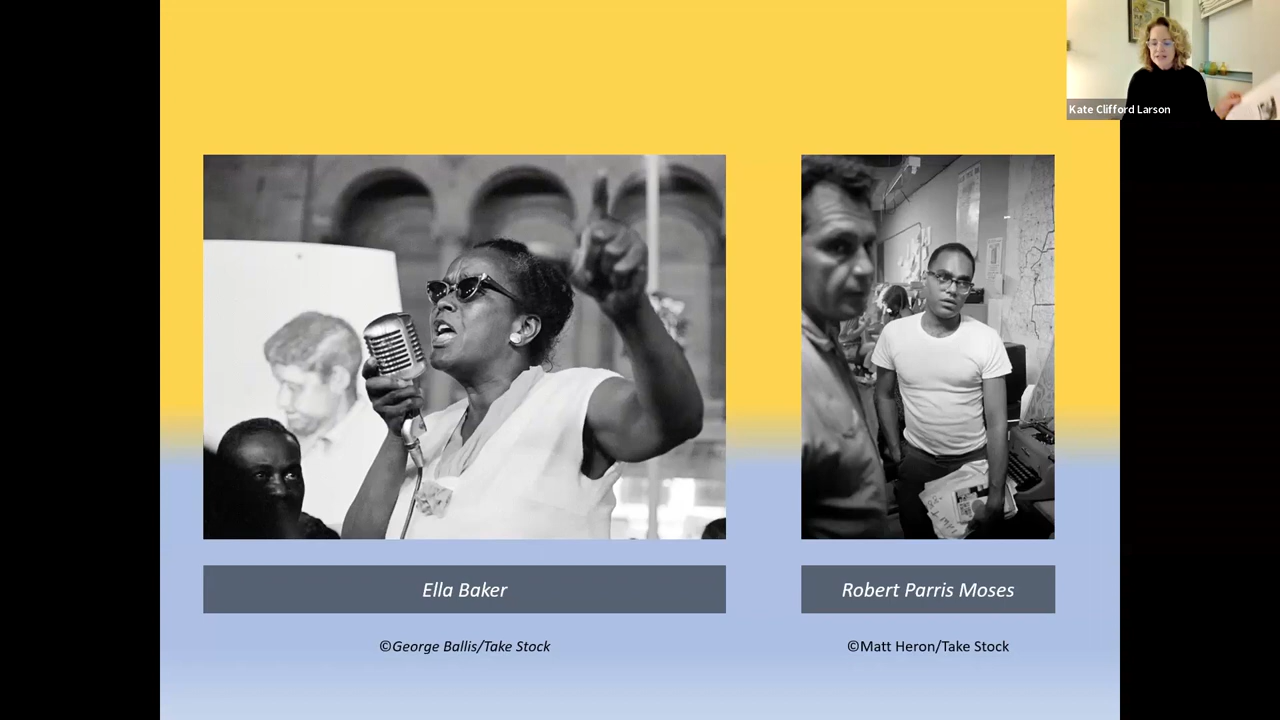 Kate Clifford Larson
Ella Baker
Robert Parris Moses
©George Ballis/Take Stock
©Matt Heron/Take Stock